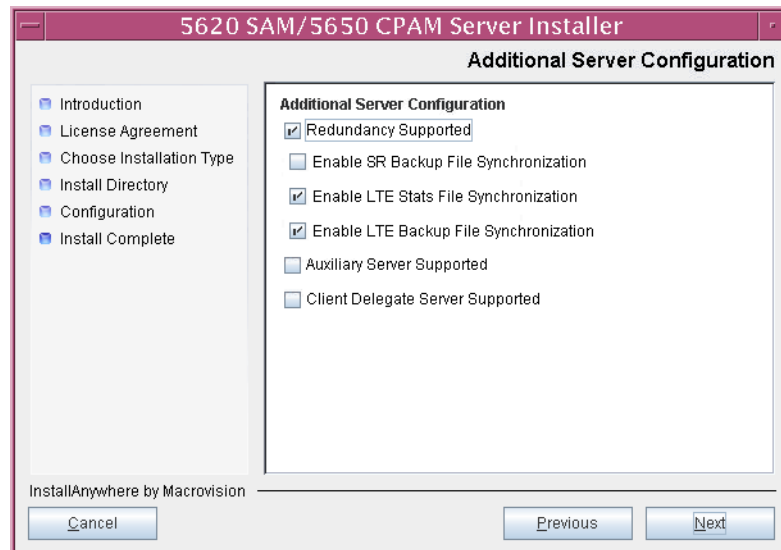 5620 SAM/5650 CPAM Server Installer
Additional Server Configuration
Introduction
License Agreement
Choose Installation Type
Install Directory
Configuration
Install Complete
Additional Server Configuration
Redundancy Supported
Enable SR Backup File Synchronization
Enable LTE Stats File Synchronization
Enable LTE Backup File Synchronization
Auxiliary Server Supported
Client Delegate Server Supported
InstallAnywhere by Macrovision
Cancel
Previous
Next